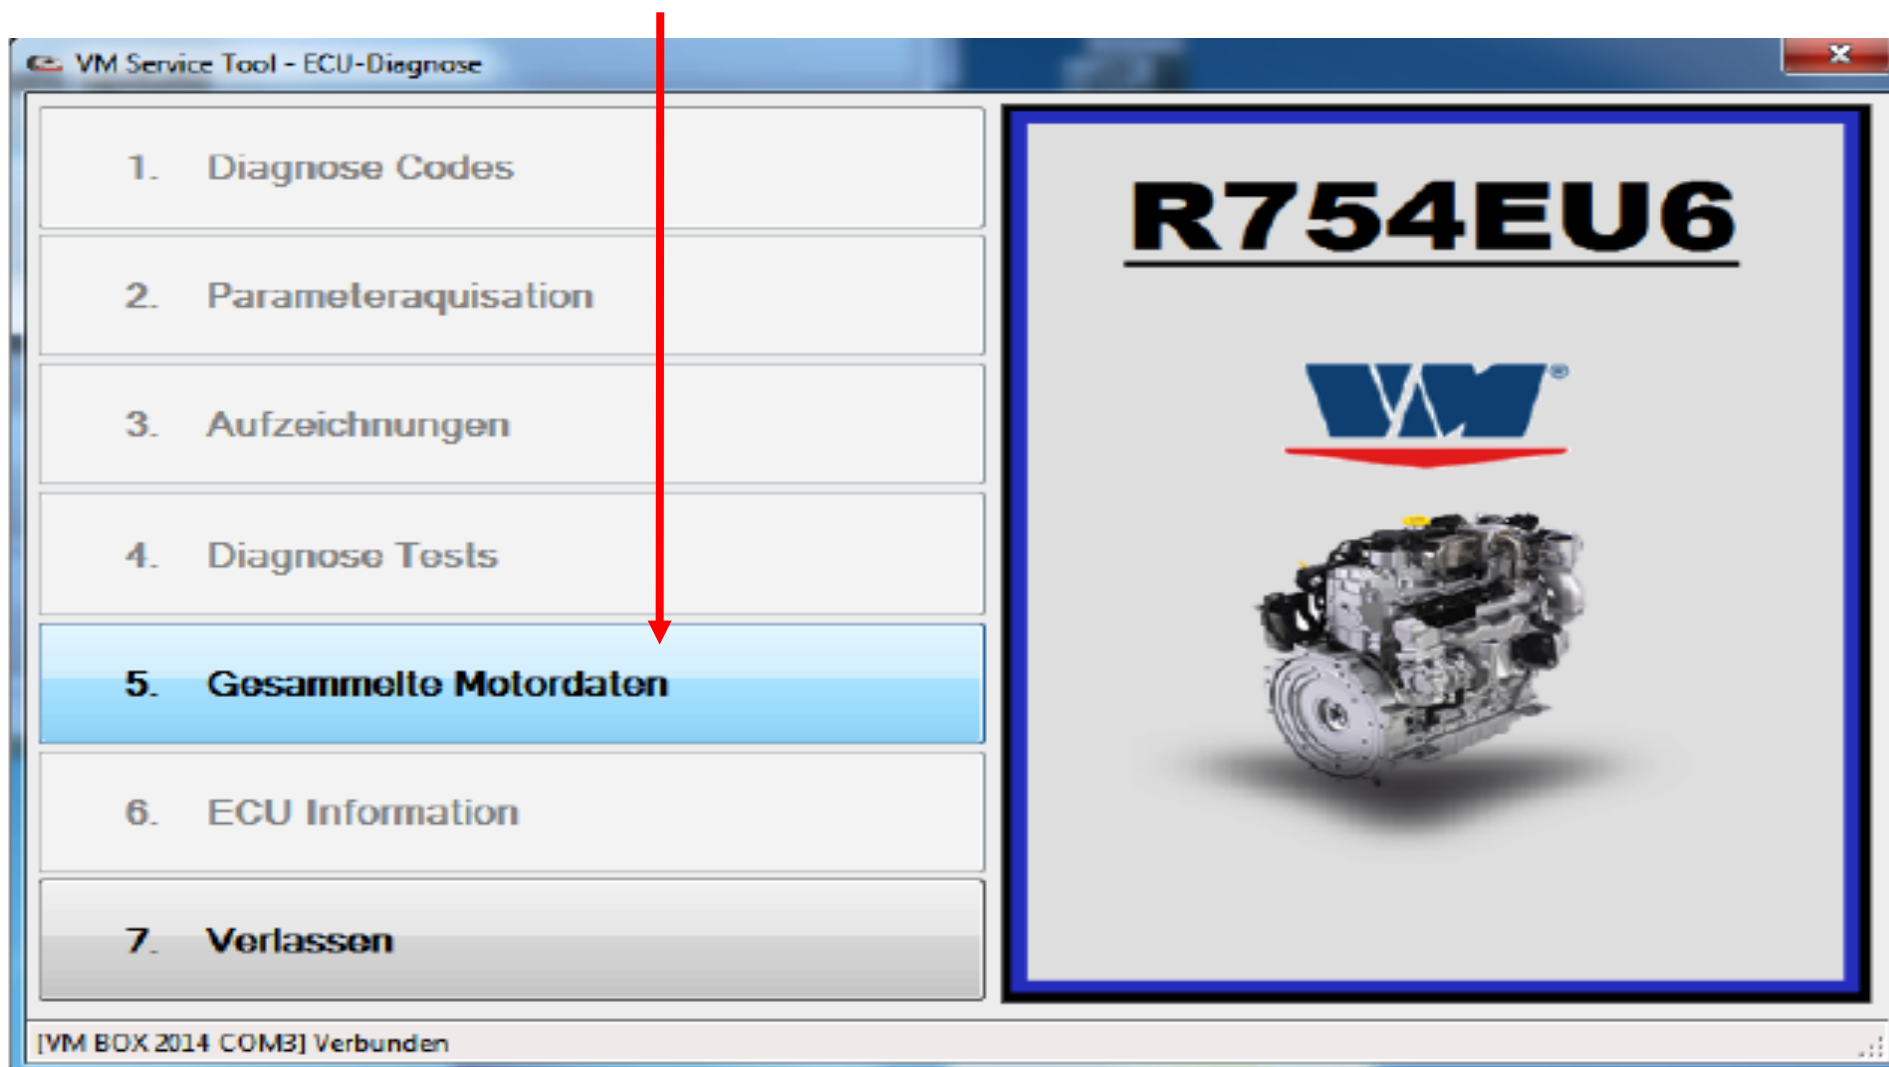 VM Service Tool - ECU-Diagnose
1. Diagnose Codes
2. Parameteraquisation
3. Aufzeichnungen
4. Diagnose Tests
5. Gesammelte Motordaten
6. ECU Information
7. Verlassen
R754EU6
VM®
[VM BOX 2014 COM3] Verbunden